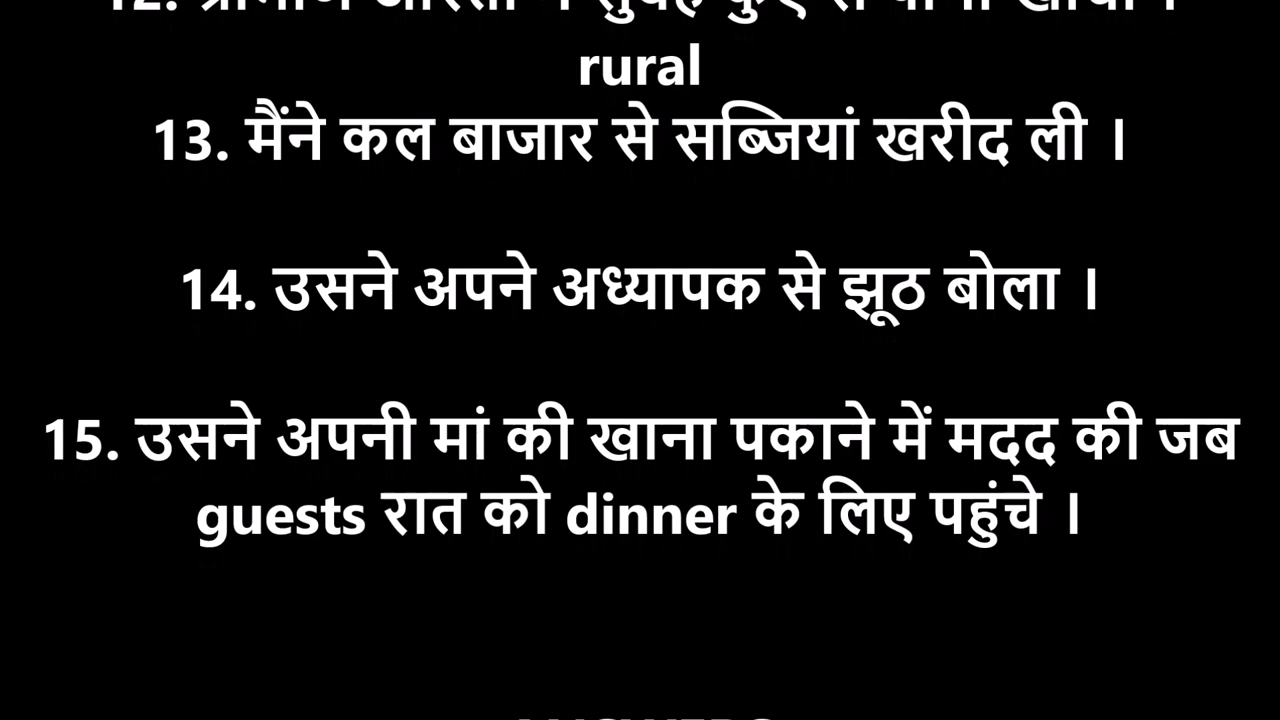 12.
rural
13. मैंने कल बाजार से सब्जियां खरीद ली ।
14. उसने अपने अध्यापक से झूठ बोला ।
15. उसने अपनी मां की खाना पकाने में मदद की जब
guests रात को dinner के लिए पहुंचे ।